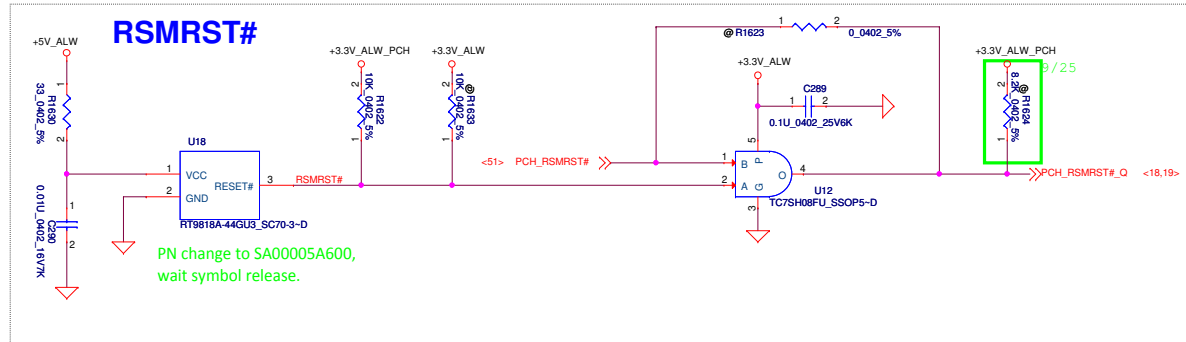 RSMRST#
+5V_ALW
1
R1630
33_0402_5%
2
1
C290
0.01U_0402_16V7K
2
U18
1
VCC
2
GND
RESET#
3
RSMRST#
RT9818A-44GU3_SC70-3~D
PN change to SA00005A600,
wait symbol release.
+3.3V_ALW_PCH
2
R1622
10K_0402_5%
1
+3.3V_ALW
2
@R1633
10K_0402_5%
1
<51> PCH_RSMRST#
1
2
@R1623
0_0402_5%
+3.3V_ALW
C289
1
2
0.1U_0402_25V6K
5
P
1
B
2
A
G
3
O
4
U12
TC7SH08FU_SSOP5~D
+3.3V_ALW_PCH
9/25
2
@R1624
8.2K_0402_5%
1
PCH_RSMRST#_Q <18,19>